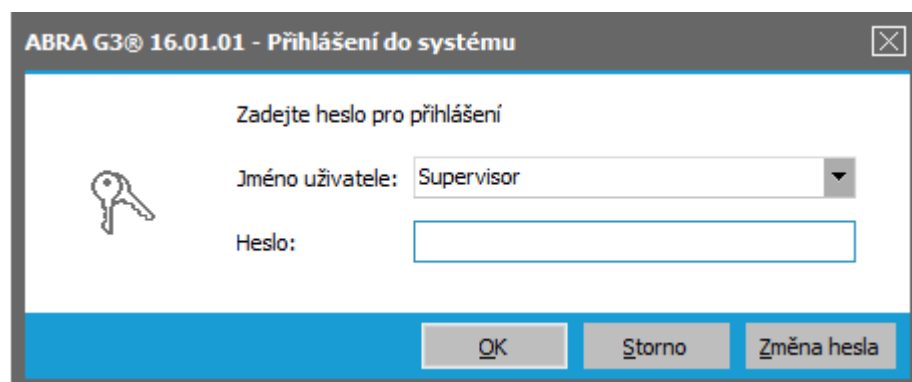 ABRA G3® 16.01.01 - Přihlášení do systému
Zadejte heslo pro přihlášení
Jméno uživatele: Supervisor
Heslo:
OK Storno Změna hesla